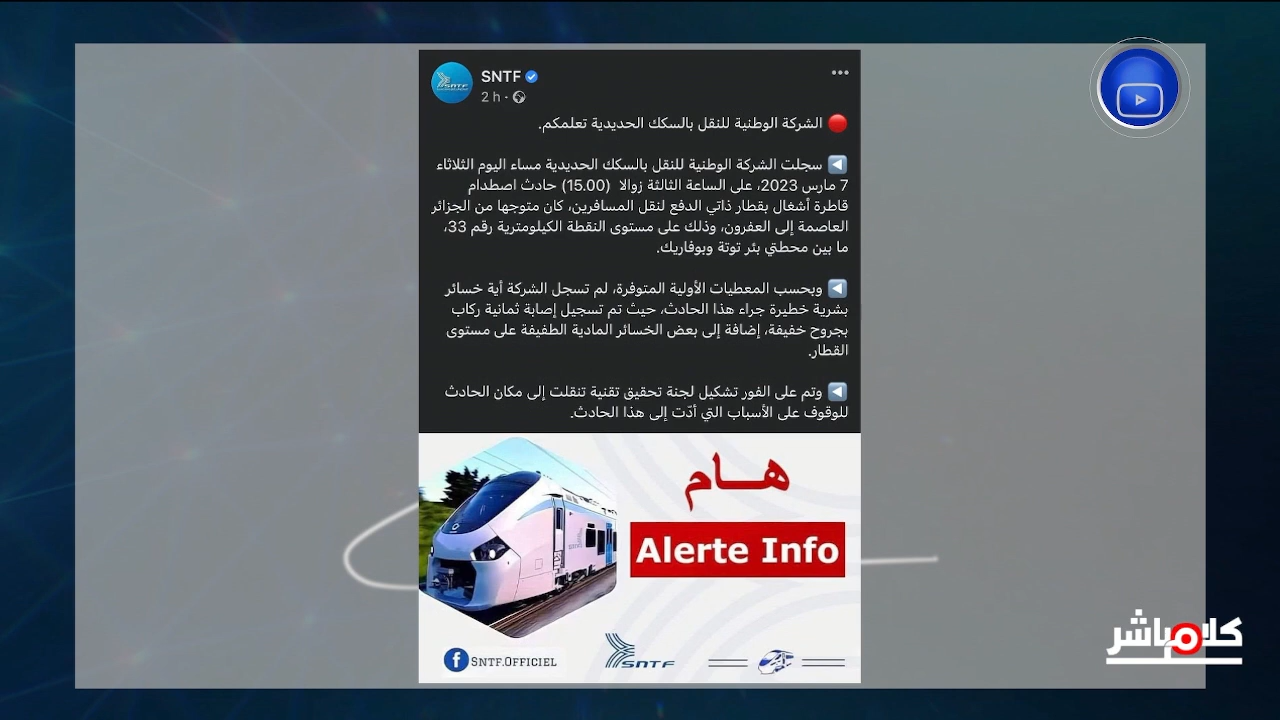 SNTF
SNTF
2 h ·
الشركة الوطنية للنقل بالسكك الحديدية تعلمكم.
سجلت الشركة الوطنية للنقل بالسكك الحديدية مساء اليوم الثلاثاء
7 مارس 2023، على الساعة الثالثة زوالا (15.00) حادث اصطدام
قاطرة أشغال بقطار ذاتي الدفع لنقل المسافرين، كان متوجها من الجزائر
العاصمة إلى العفرون، وذلك على مستوى النقطة الكيلومترية رقم 33،
ما بين محطتي بئر توتة وبوفاريك.
وبحسب المعطيات الأولية المتوفرة، لم تسجل الشركة أية خسائر
بشرية خطيرة جراء هذا الحادث، حيث تم تسجيل إصابة ثمانية ركاب
بجروح خفيفة، إضافة إلى بعض الخسائر المادية الطفيفة على مستوى
القطار.
وتم على الفور تشكيل لجنة تحقيق تقنية تنقلت إلى مكان الحادث
للوقوف على الأسباب التي أدّت إلى هذا الحادث.
هـــام
Alerte Info
SNTF.OFFICIEL
SNTF
كلام مباشر